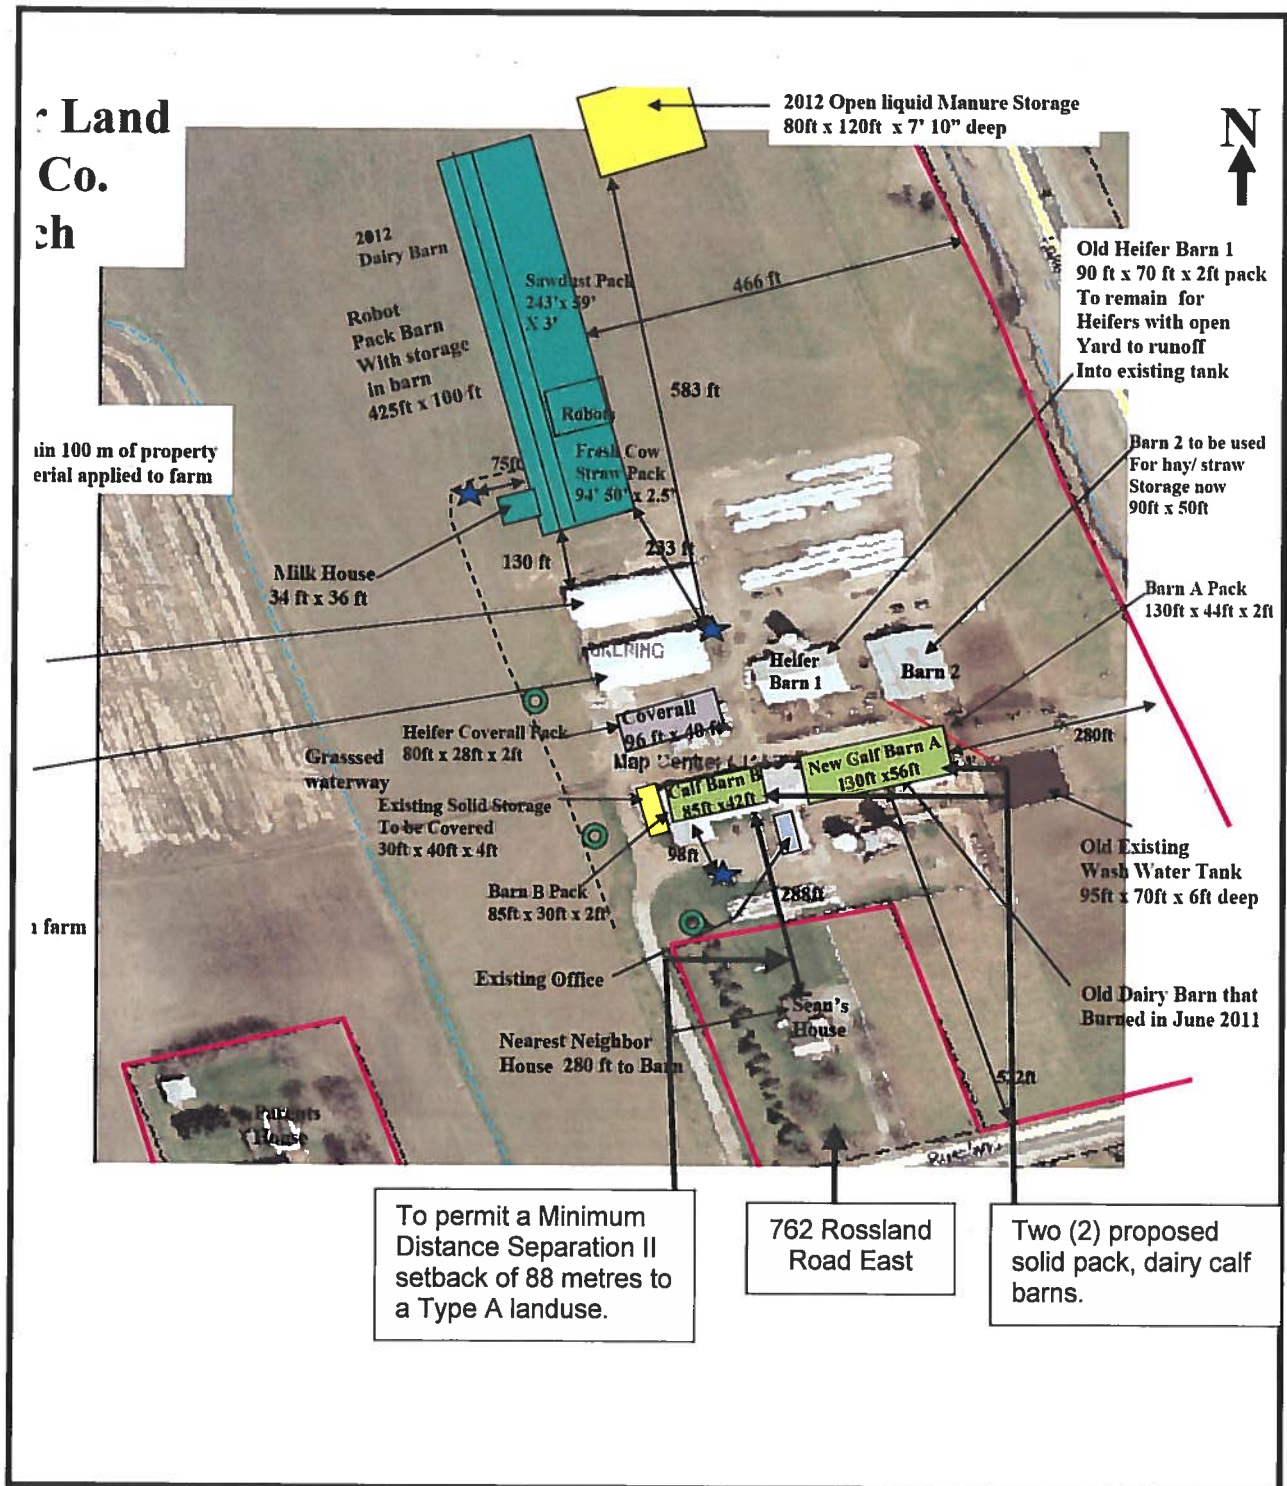 r Land
Co.
ch
2012 Open liquid Manure Storage
80ft x 120ft x 7' 10" deep
N
2012
Dairy Barn
Sawdust Pack
243'x 59'
X 3'
466 ft
Old Heifer Barn 1
90 ft x 70 ft x 2ft pack
To remain for
Heifers with open
Yard to runoff
Into existing tank
Robot
Pack Barn
With storage
in barn
425ft x 100 ft
583 ft
Robots
ain 100 m of property
erial applied to farm
75ft
Fresh Cow
Straw Pack
94' 50' x 2.5'
Barn 2 to be used
For hay/ straw
Storage now
90ft x 50ft
130 ft
233 ft
Milk House
34 ft x 36 ft
Barn A Pack
130ft x 44ft x 2ft
Heifer
Barn 1
Barn 2
Coverall
96 ft x 40 ft
Heifer Coverall Pack
80ft x 28ft x 2ft
280ft
Grasssed
waterway
Map Center
New Calf Barn A
130ft x56ft
Calf Barn B
85ft x42ft
Existing Solid Storage
To be Covered
30ft x 40ft x 4ft
98ft
Old Existing
Wash Water Tank
95ft x 70ft x 6ft deep
Barn B Pack
85ft x 30ft x 2ft
288ft
n farm
Existing Office
Old Dairy Barn that
Burned in June 2011
Sean's
House
Nearest Neighbor
House 280 ft to Barn
Parents
House
To permit a Minimum
Distance Separation II
setback of 88 metres to
a Type A landuse.
762 Rossland
Road East
Two (2) proposed
solid pack, dairy calf
barns.